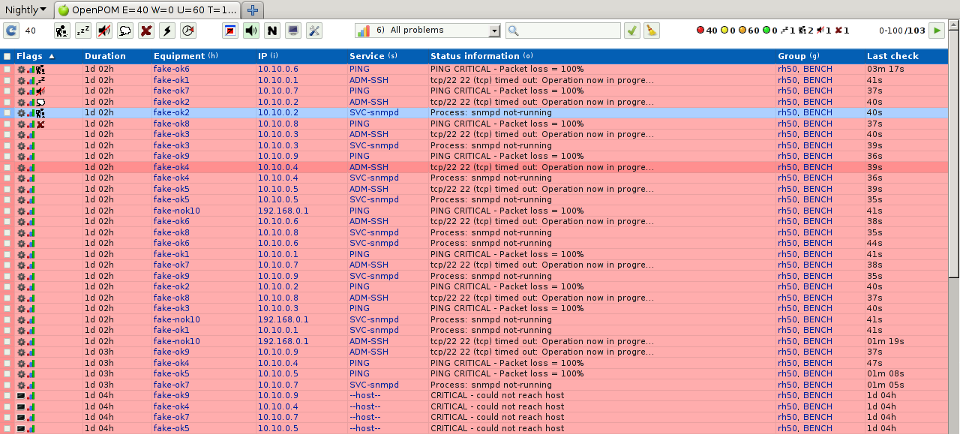 Nightly OpenPOM E=40 W=0 U=60 T=1...
40 zzz N 6) All problems 40 0 60 0 1 2 1 1 0-100/103
Flags Duration Equipment (h) IP (i) Service (s) Status information (o) Group (g) Last check
1d 02h fake-ok6 10.10.0.6 PING PING CRITICAL - Packet loss = 100% rh50, BENCH 03m 17s
1d 02h fake-ok1 10.10.0.1 ADM-SSH tcp/22 22 (tcp) timed out: Operation now in progre... rh50, BENCH 41s
1d 02h fake-ok7 10.10.0.7 PING PING CRITICAL - Packet loss = 100% rh50, BENCH 37s
1d 02h fake-ok2 10.10.0.2 ADM-SSH tcp/22 22 (tcp) timed out: Operation now in progre... rh50, BENCH 40s
1d 02h fake-ok2 10.10.0.2 SVC-snmpd Process: snmpd not-running rh50, BENCH 40s
1d 02h fake-ok8 10.10.0.8 PING PING CRITICAL - Packet loss = 100% rh50, BENCH 37s
1d 02h fake-ok3 10.10.0.3 ADM-SSH tcp/22 22 (tcp) timed out: Operation now in progre... rh50, BENCH 40s
1d 02h fake-ok3 10.10.0.3 SVC-snmpd Process: snmpd not-running rh50, BENCH 39s
1d 02h fake-ok9 10.10.0.9 PING PING CRITICAL - Packet loss = 100% rh50, BENCH 36s
1d 02h fake-ok4 10.10.0.4 ADM-SSH tcp/22 22 (tcp) timed out: Operation now in progre... rh50, BENCH 39s
1d 02h fake-ok4 10.10.0.4 SVC-snmpd Process: snmpd not-running rh50, BENCH 36s
1d 02h fake-ok5 10.10.0.5 ADM-SSH tcp/22 22 (tcp) timed out: Operation now in progre... rh50, BENCH 39s
1d 02h fake-ok5 10.10.0.5 SVC-snmpd Process: snmpd not-running rh50, BENCH 35s
1d 02h fake-nok10 192.168.0.1 PING PING CRITICAL - Packet loss = 100% rh50, BENCH 41s
1d 02h fake-ok6 10.10.0.6 ADM-SSH tcp/22 22 (tcp) timed out: Operation now in progre... rh50, BENCH 38s
1d 02h fake-ok8 10.10.0.8 SVC-snmpd Process: snmpd not-running rh50, BENCH 35s
1d 02h fake-ok6 10.10.0.6 SVC-snmpd Process: snmpd not-running rh50, BENCH 44s
1d 02h fake-ok1 10.10.0.1 PING PING CRITICAL - Packet loss = 100% rh50, BENCH 41s
1d 02h fake-ok7 10.10.0.7 ADM-SSH tcp/22 22 (tcp) timed out: Operation now in progre... rh50, BENCH 38s
1d 02h fake-ok9 10.10.0.9 SVC-snmpd Process: snmpd not-running rh50, BENCH 35s
1d 02h fake-ok2 10.10.0.2 PING PING CRITICAL - Packet loss = 100% rh50, BENCH 40s
1d 02h fake-ok8 10.10.0.8 ADM-SSH tcp/22 22 (tcp) timed out: Operation now in progre... rh50, BENCH 37s
1d 02h fake-ok3 10.10.0.3 PING PING CRITICAL - Packet loss = 100% rh50, BENCH 40s
1d 02h fake-nok10 192.168.0.1 SVC-snmpd Process: snmpd not-running rh50, BENCH 41s
1d 02h fake-ok1 10.10.0.1 SVC-snmpd Process: snmpd not-running rh50, BENCH 41s
1d 02h fake-nok10 192.168.0.1 ADM-SSH tcp/22 22 (tcp) timed out: Operation now in progre... rh50, BENCH 01m 19s
1d 03h fake-ok9 10.10.0.9 ADM-SSH tcp/22 22 (tcp) timed out: Operation now in progre... rh50, BENCH 37s
1d 03h fake-ok4 10.10.0.4 PING PING CRITICAL - Packet loss = 100% rh50, BENCH 47s
1d 03h fake-ok5 10.10.0.5 PING PING CRITICAL - Packet loss = 100% rh50, BENCH 01m 08s
1d 03h fake-ok7 10.10.0.7 SVC-snmpd Process: snmpd not-running rh50, BENCH 01m 05s
1d 04h fake-ok9 10.10.0.9 --host-- CRITICAL - could not reach host rh50, BENCH 1d 04h
1d 04h fake-ok4 10.10.0.4 --host-- CRITICAL - could not reach host rh50, BENCH 1d 04h
1d 04h fake-ok7 10.10.0.7 --host-- CRITICAL - could not reach host rh50, BENCH 1d 04h
1d 04h fake-ok5 10.10.0.5 --host-- CRITICAL - could not reach host rh50, BENCH 1d 04h